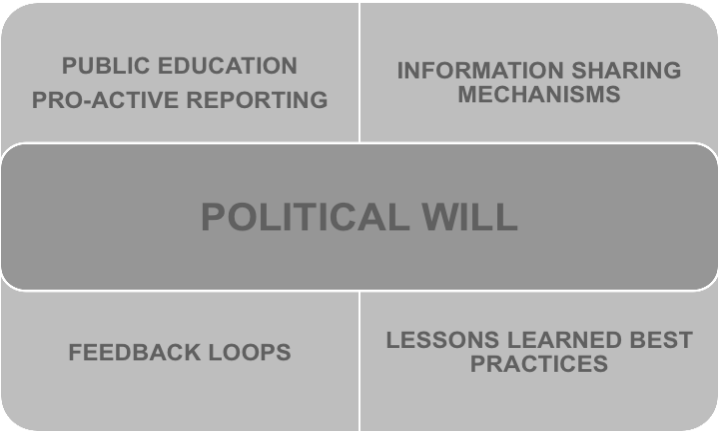 PUBLIC EDUCATION
PRO-ACTIVE REPORTING
INFORMATION SHARING
MECHANISMS
POLITICAL WILL
FEEDBACK LOOPS
LESSONS LEARNED BEST
PRACTICES